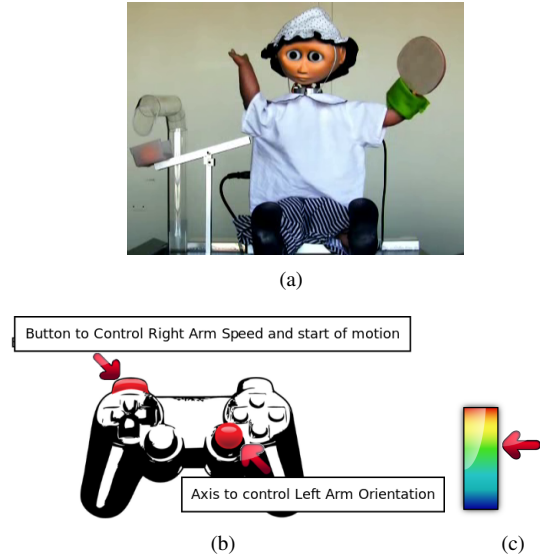 (a)
Button to Control Right Arm Speed and start of motion
Axis to control Left Arm Orientation
(b)
(c)